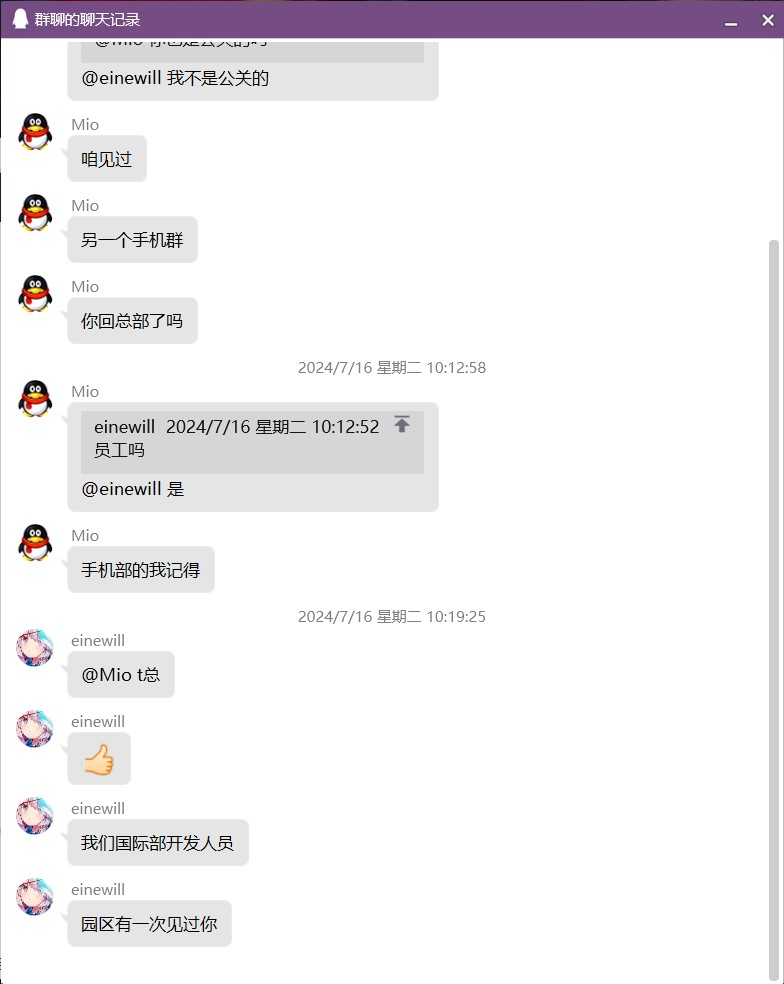 群聊的聊天记录
@einewill 我不是公关的
Mio
咱见过
Mio
另一个手机群
Mio
你回总部了吗
2024/7/16 星期二 10:12:58
Mio
einewill 2024/7/16 星期二 10:12:52
员工吗
@einewill 是
Mio
手机部的我记得
2024/7/16 星期二 10:19:25
einewill
@Mio t总
einewill
einewill
我们国际部开发人员
einewill
园区有一次见过你